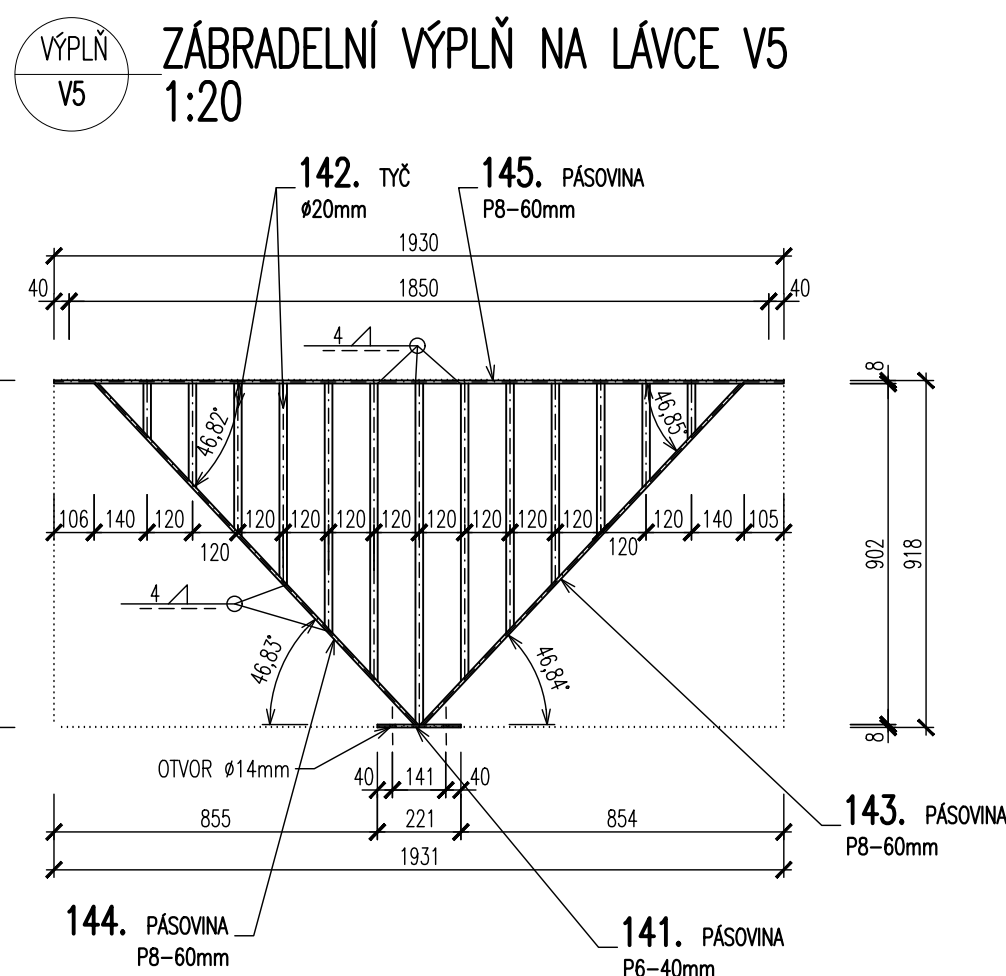 VÝPLŇ
V5
ZÁBRADELNÍ VÝPLŇ NA LÁVCE V5
1:20
142. TYČ
ø20mm
145. PÁSOVINA
P8-60mm
1930
40 1850 40
4
8
46,82° 46,85°
106 140 120 120 120 120 120 120 120 120 120 120 140 105
120 120
902 918
4
46,83° 46,84°
8
OTVOR ø14mm
40 141 40
855 221 854
1931
143. PÁSOVINA
P8-60mm
144. PÁSOVINA
P8-60mm
141. PÁSOVINA
P6-40mm